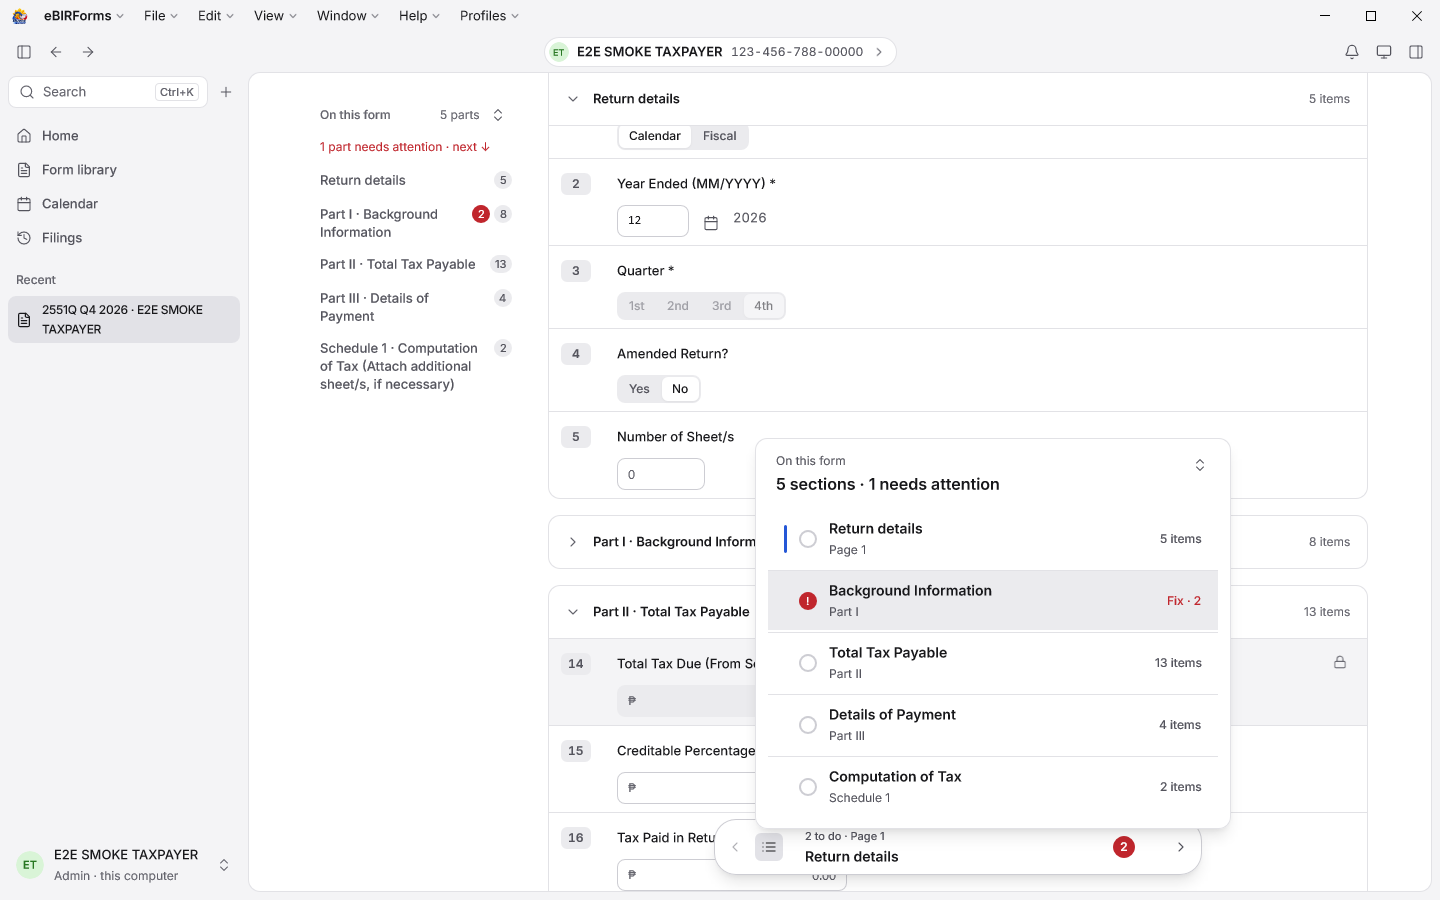 eBIRForms File Edit View Window Help Profiles
ET E2E SMOKE TAXPAYER 123-456-788-00000
Search Ctrl+K
Home
Form library
Calendar
Filings
Recent
2551Q Q4 2026 · E2E SMOKE
TAXPAYER
ET
E2E SMOKE TAXPAYER
Admin · this computer
On this form 5 parts
1 part needs attention · next ↓
Return details 5
Part I · Background 2 8
Information
Part II · Total Tax Payable 13
Part III · Details of 4
Payment
Schedule 1 · Computation 2
of Tax (Attach additional
sheet/s, if necessary)
Return details 5 items
Calendar Fiscal
2 Year Ended (MM/YYYY) *
12 2026
3 Quarter *
1st 2nd 3rd 4th
4 Amended Return?
Yes No
5 Number of Sheet/s
0
Part I · Background Inform 8 items
Part II · Total Tax Payable 13 items
14 Total Tax Due (From
₱
15 Creditable Percentage
₱
16 Tax Paid in
₱ 0.00
On this form
5 sections · 1 needs attention
Return details
Page 1
5 items
! Background Information
Part I
Fix · 2
Total Tax Payable
Part II
13 items
Details of Payment
Part III
4 items
Computation of Tax
Schedule 1
2 items
2 to do · Page 1
Return details
2